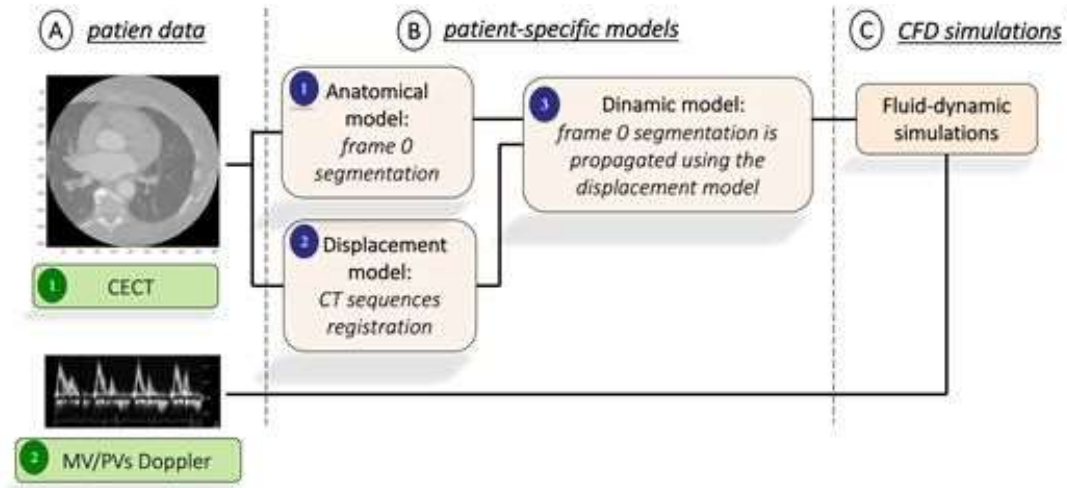 A patien data
B patient-specific models
C CFD simulations
1
CECT
2
MV/PVs Doppler
1
Anatomical
model:
frame 0
segmentation
2
Displacement
model:
CT sequences
registration
3
Dinamic model:
frame 0 segmentation is
propagated using the
displacement model
Fluid-dynamic
simulations